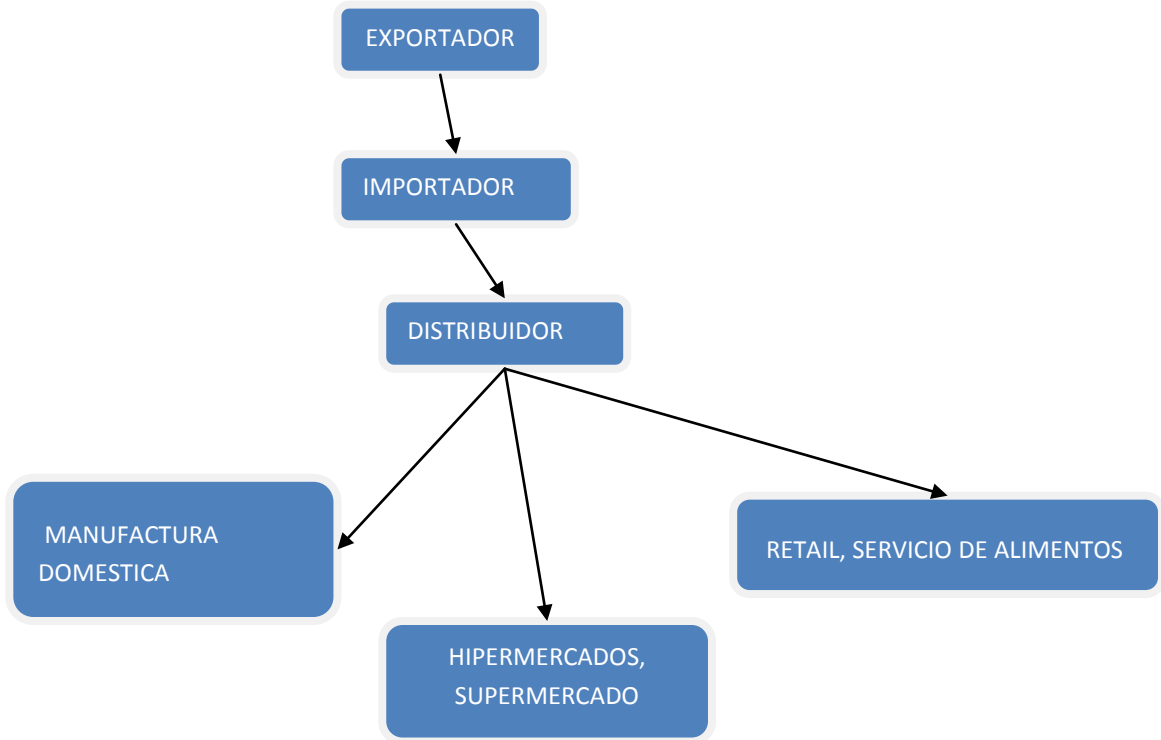 EXPORTADOR
IMPORTADOR
DISTRIBUIDOR
MANUFACTURA
DOMESTICA
HIPERMERCADOS,
SUPERMERCADO
RETAIL, SERVICIO DE ALIMENTOS